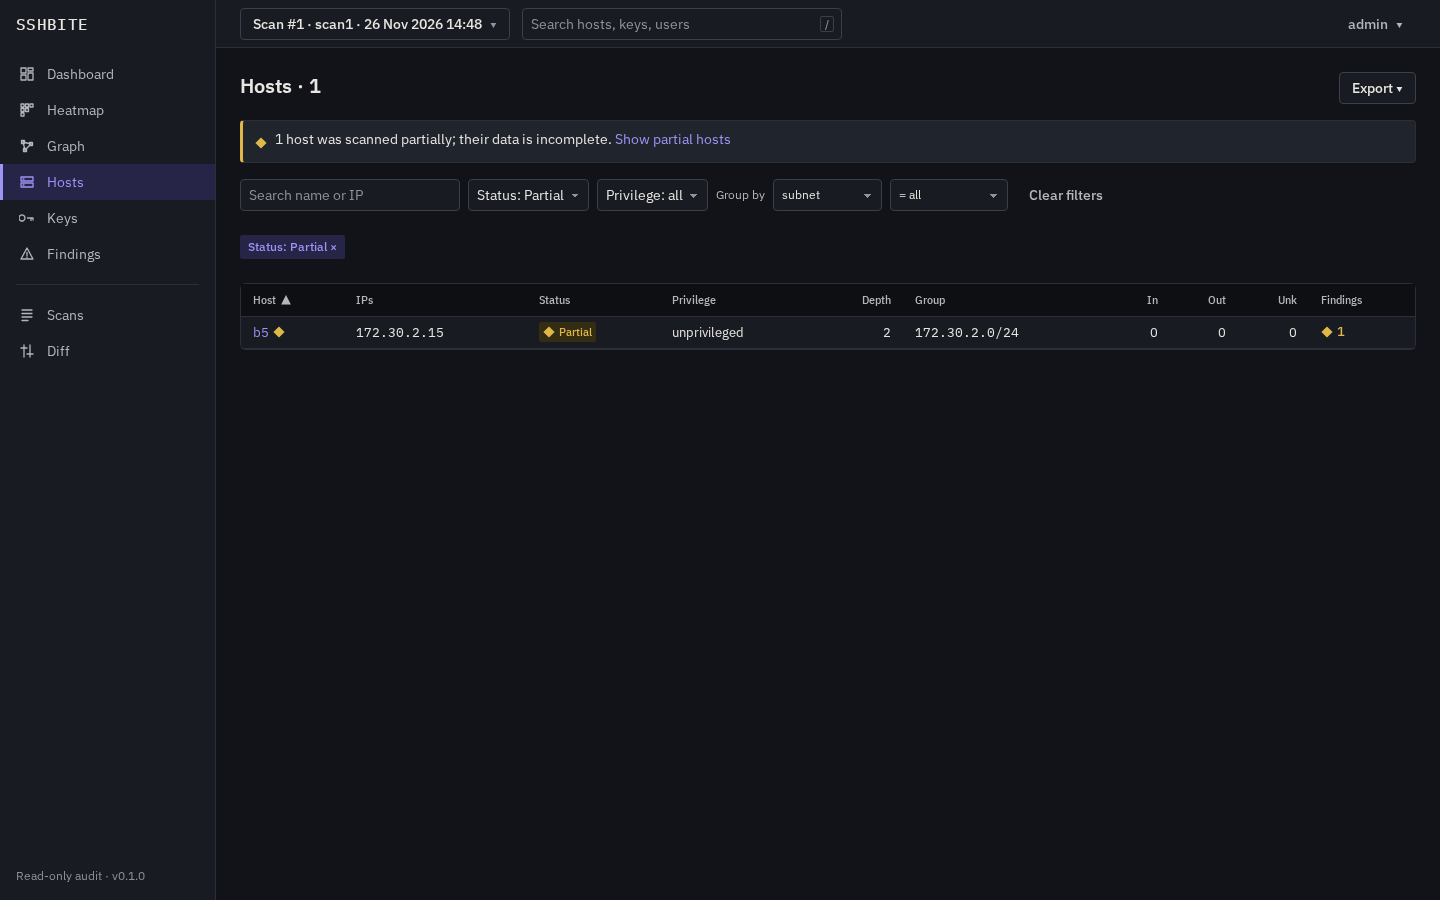 SSHBITE
Scan #1 · scan1 · 26 Nov 2026 14:48 ▾
Search hosts, keys, users /
admin ▾
Dashboard
Heatmap
Graph
Hosts
Keys
Findings
Scans
Diff
Read-only audit · v0.1.0
Hosts · 1
Export ▾
1 host was scanned partially; their data is incomplete. Show partial hosts
Search name or IP Status: Partial Privilege: all Group by subnet = all Clear filters
Status: Partial ×
Host ▲ IPs Status Privilege Depth Group In Out Unk Findings
b5 172.30.2.15 Partial unprivileged 2 172.30.2.0/24 0 0 0 1